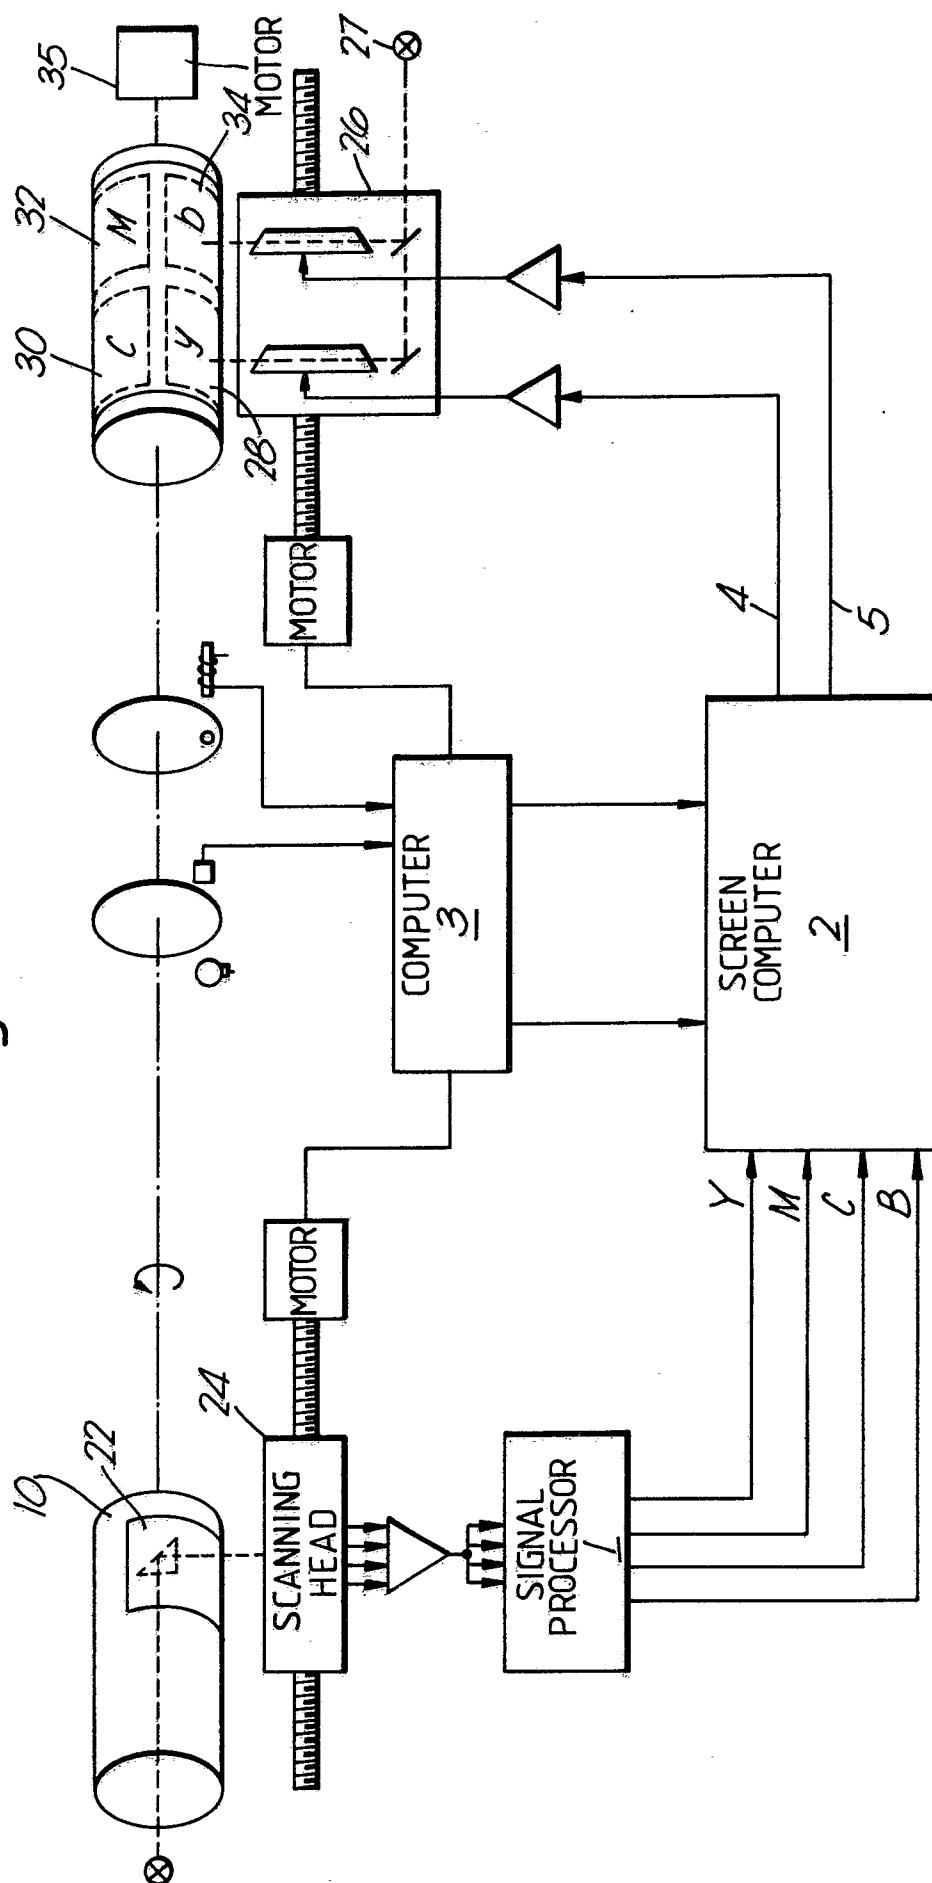 10
22
24
SCANNING
HEAD
MOTOR
SIGNAL
PROCESSOR
1
Y
M
C
B
COMPUTER
3
SCREEN
COMPUTER
2
4
5
MOTOR
30
32
35
MOTOR
34
C
M
y
b
28
26
27